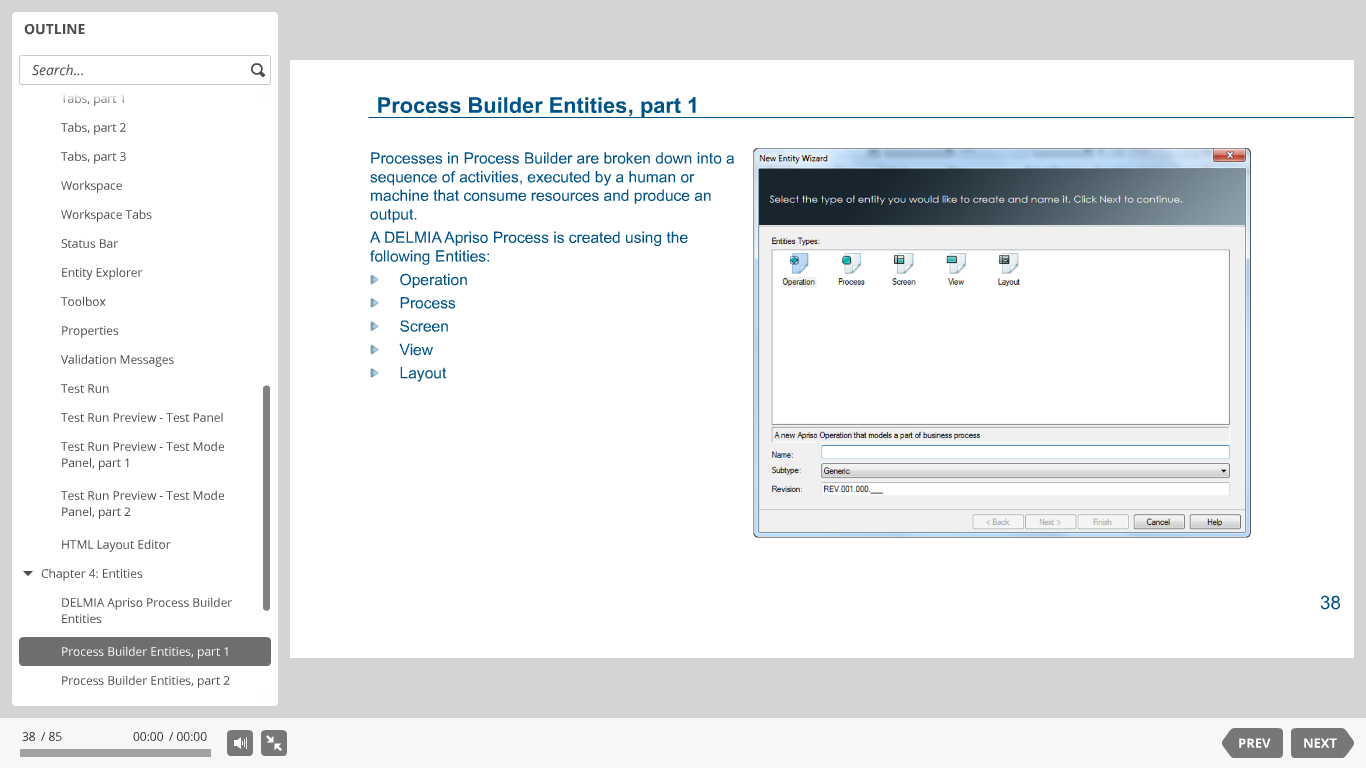 OUTLINE
Search...
Tabs, part 1
Tabs, part 2
Tabs, part 3
Workspace
Workspace Tabs
Status Bar
Entity Explorer
Toolbox
Properties
Validation Messages
Test Run
Test Run Preview - Test Panel
Test Run Preview - Test Mode
Panel, part 1
Test Run Preview - Test Mode
Panel, part 2
HTML Layout Editor
Chapter 4: Entities
DELMIA Apriso Process Builder
Entities
Process Builder Entities, part 1
Process Builder Entities, part 2
Process Builder Entities, part 1
Processes in Process Builder are broken down into a
sequence of activities, executed by a human or
machine that consume resources and produce an
output.
A DELMIA Apriso Process is created using the
following Entities:
Operation
Process
Screen
View
Layout
New Entity Wizard
Select the type of entity you would like to create and name it. Click Next to continue.
Entities Types:
Operation Process Screen View Layout
A new Apriso Operation that models a part of business process
Name:
Subtype: Generic
Revision: REV.001.000.___
< Back Next > Finish Cancel Help
38
38 / 85 00:00 / 00:00
PREV NEXT